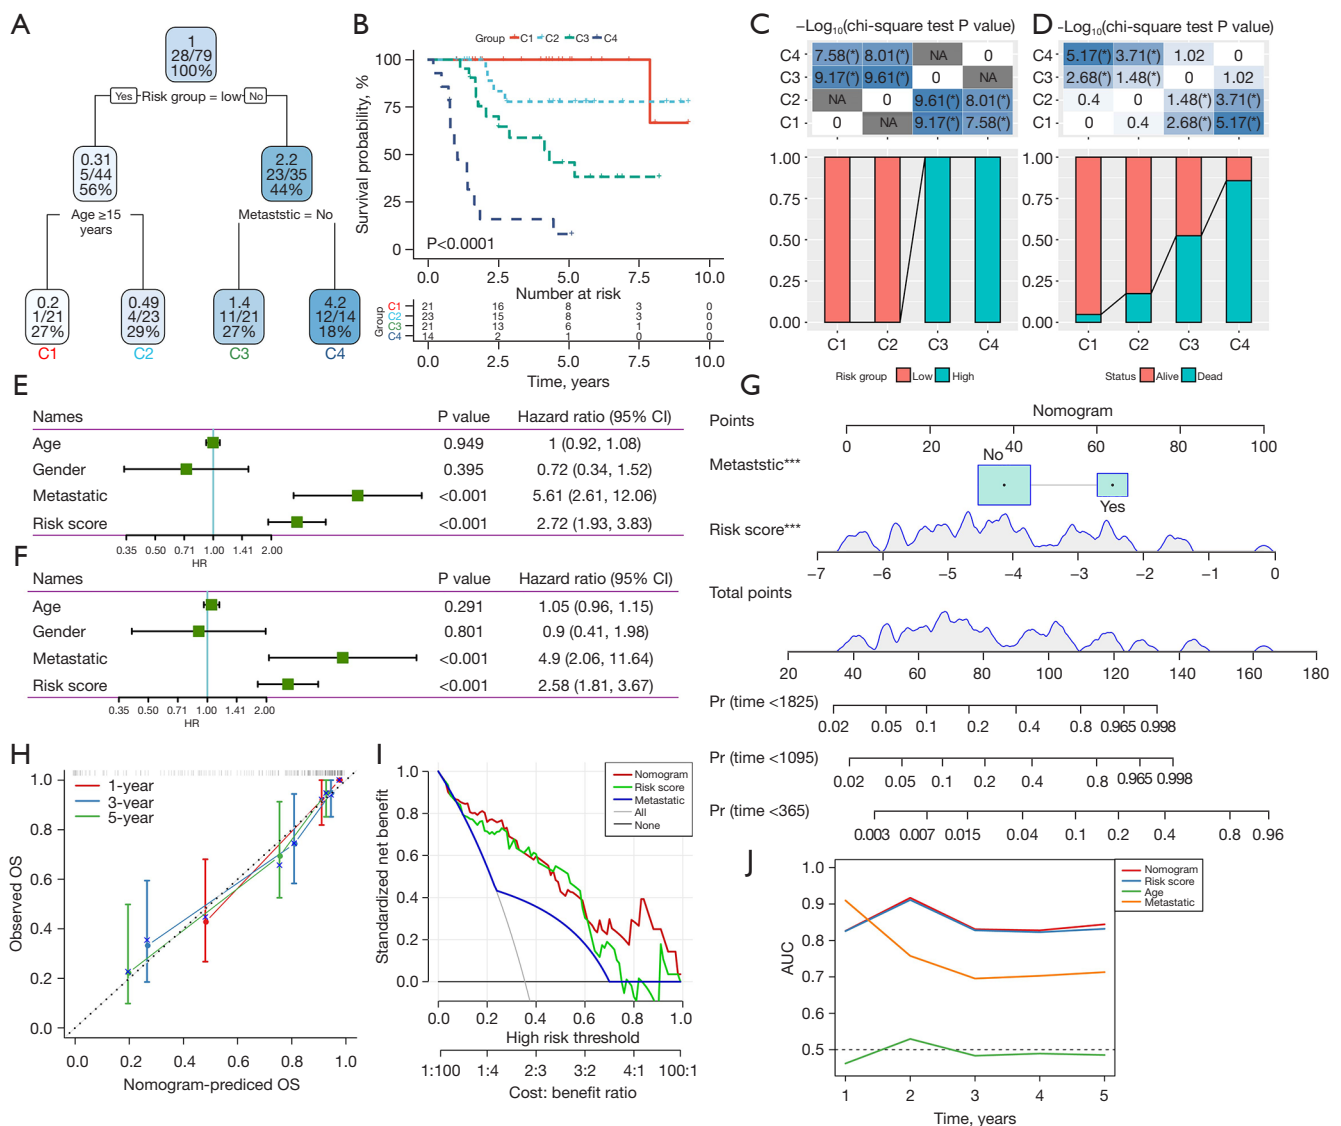 A
1
28/79
100%
Yes Risk group = low No
0.31
5/44
56%
2.2
23/35
44%
Age ≥15
years
Metaststic = No
0.2
1/21
27%
0.49
4/23
29%
1.4
11/21
27%
4.2
12/14
18%
C1 C2 C3 C4
B
Group C1 C2 C3 C4
Survival probability, %
100
75
50
25
0
P<0.0001
0.0 2.5 5.0 7.5 10.0
Number at risk
Group
C1 21 16 8 3 0
C2 23 15 8 3 0
C3 21 13 6 1 0
C4 14 2 1 0 0
0.0 2.5 5.0 7.5 10.0
Time, years
C
−Log10(chi-square test P value)
C4 7.58(*) 8.01(*) NA 0
C3 9.17(*) 9.61(*) 0 NA
C2 NA 0 9.61(*) 8.01(*)
C1 0 NA 9.17(*) 7.58(*)
1.00
0.75
0.50
0.25
0.00
C1 C2 C3 C4
Risk group Low High
D
−Log10(chi-square test P value)
C4 5.17(*) 3.71(*) 1.02 0
C3 2.68(*) 1.48(*) 0 1.02
C2 0.4 0 1.48(*) 3.71(*)
C1 0 0.4 2.68(*) 5.17(*)
1.00
0.75
0.50
0.25
0.00
C1 C2 C3 C4
Status Alive Dead
E
Names P value Hazard ratio (95% CI)
Age 0.949 1 (0.92, 1.08)
Gender 0.395 0.72 (0.34, 1.52)
Metastatic <0.001 5.61 (2.61, 12.06)
Risk score <0.001 2.72 (1.93, 3.83)
0.35 0.50 0.71 1.00 1.41 2.00
HR
F
Names P value Hazard ratio (95% CI)
Age 0.291 1.05 (0.96, 1.15)
Gender 0.801 0.9 (0.41, 1.98)
Metastatic <0.001 4.9 (2.06, 11.64)
Risk score <0.001 2.58 (1.81, 3.67)
0.35 0.50 0.71 1.00 1.41 2.00
HR
G
Nomogram
Points
0 20 40 60 80 100
Metaststic***
No
Yes
Risk score***
−7 −6 −5 −4 −3 −2 −1 0
Total points
20 40 60 80 100 120 140 160 180
Pr (time <1825)
0.02 0.05 0.1 0.2 0.4 0.8 0.965 0.998
Pr (time <1095)
0.02 0.05 0.1 0.2 0.4 0.8 0.965 0.998
Pr (time <365)
0.003 0.007 0.015 0.04 0.1 0.2 0.4 0.8 0.96
H
1-year
3-year
5-year
Observed OS
1.0
0.8
0.6
0.4
0.2
0.0
0.0 0.2 0.4 0.6 0.8 1.0
Nomogram-prediced OS
I
Nomogram
Risk score
Metastatic
All
None
Standardized net benefit
1.0
0.8
0.6
0.4
0.2
0.0
0.0 0.2 0.4 0.6 0.8 1.0
High risk threshold
1:100 1:4 2:3 3:2 4:1 100:1
Cost: benefit ratio
J
Nomogram
Risk score
Age
Metastatic
AUC
1.0
0.9
0.8
0.7
0.6
0.5
1 2 3 4 5
Time, years